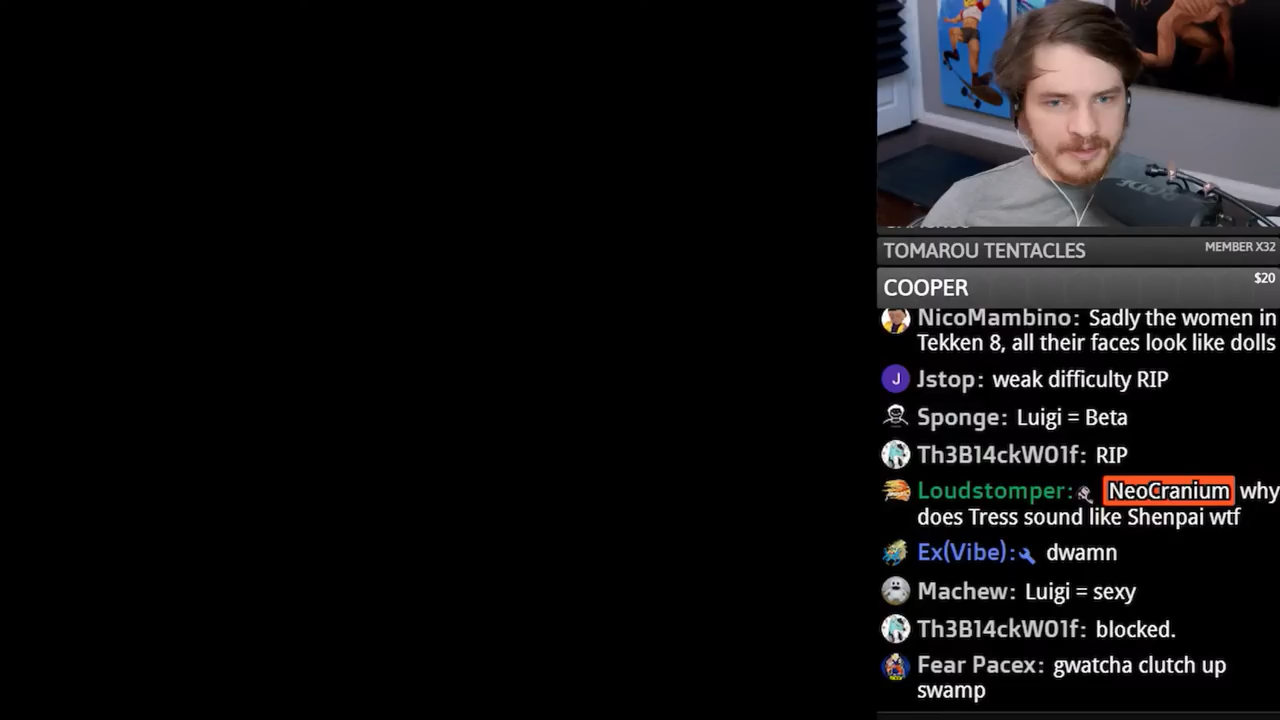 TOMAROU TENTACLES
MEMBER X32
COOPER
$20
NicoMambino: Sadly the women in
Tekken 8, all their faces look like dolls
J Jstop: weak difficulty RIP
Sponge: Luigi = Beta
Th3B14ckW01f: RIP
Loudstomper: NeoCranium why
does Tress sound like Shenpai wtf
Ex(Vibe): dwamn
Machew: Luigi = sexy
Th3B14ckW01f: blocked.
Fear Pacex: gwatcha clutch up
swamp